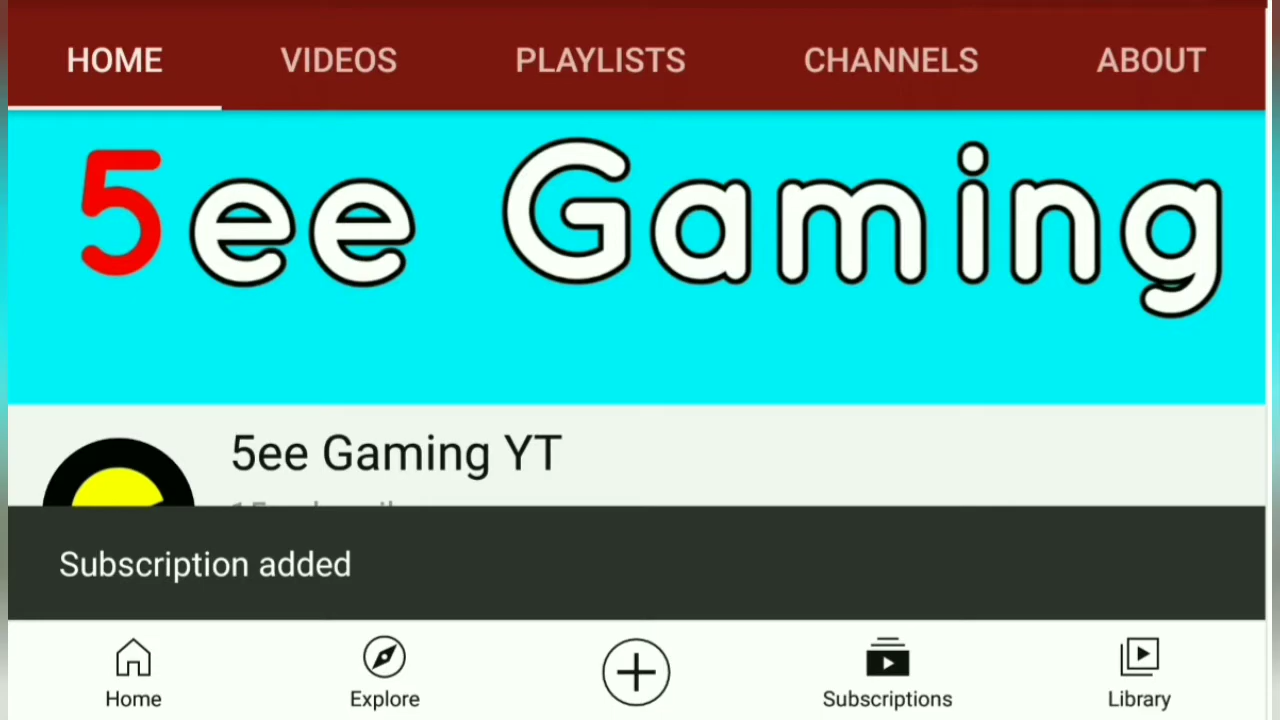 HOME VIDEOS PLAYLISTS CHANNELS ABOUT
5ee Gaming
5ee Gaming YT
Subscription added
Home Explore Subscriptions Library